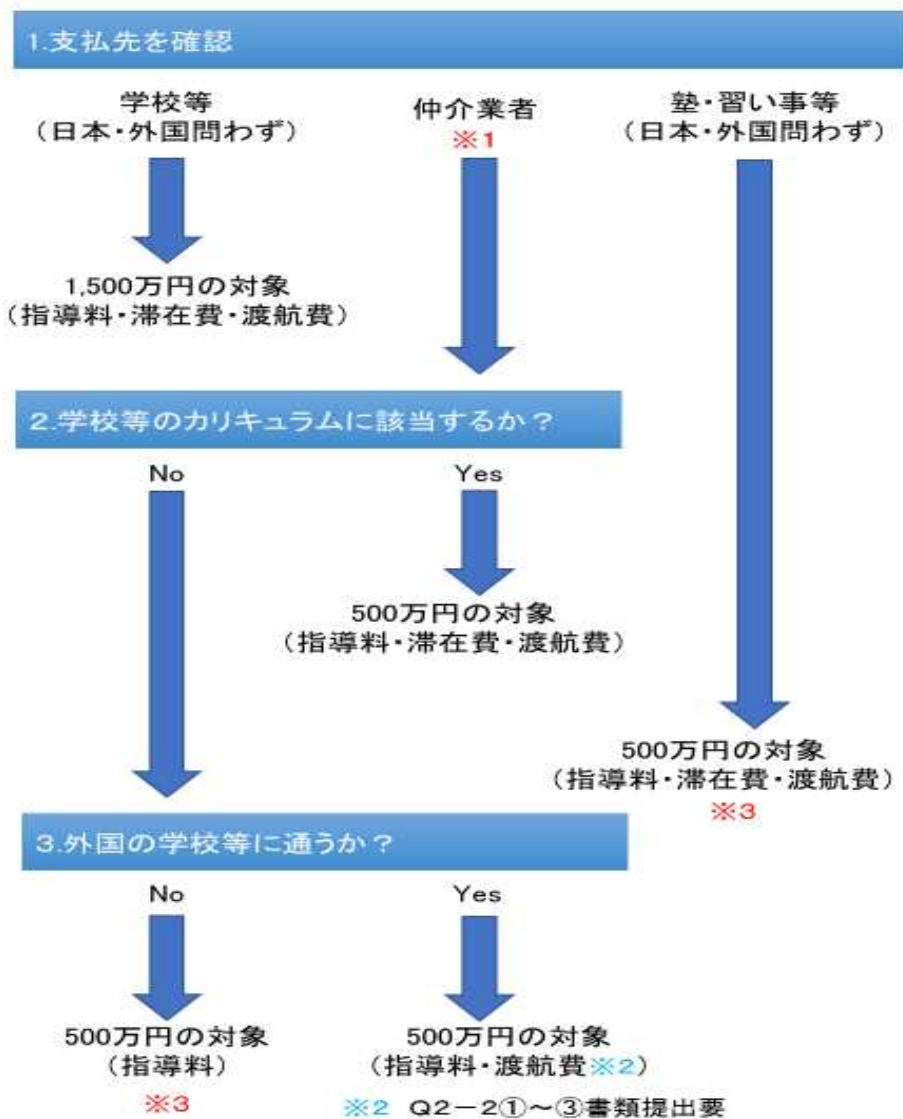 1.支払先を確認
学校等
(日本・外国問わず)
仲介業者
※1
塾・習い事等
(日本・外国問わず)
1,500万円の対象
(指導料・滞在費・渡航費)
2.学校等のカリキュラムに該当するか？
No
Yes
500万円の対象
(指導料・滞在費・渡航費)
500万円の対象
(指導料・滞在費・渡航費)
※3
3.外国の学校等に通うか？
No
Yes
500万円の対象
(指導料)
※3
500万円の対象
(指導料・渡航費※2)
※2 Q2－2①～③書類提出要